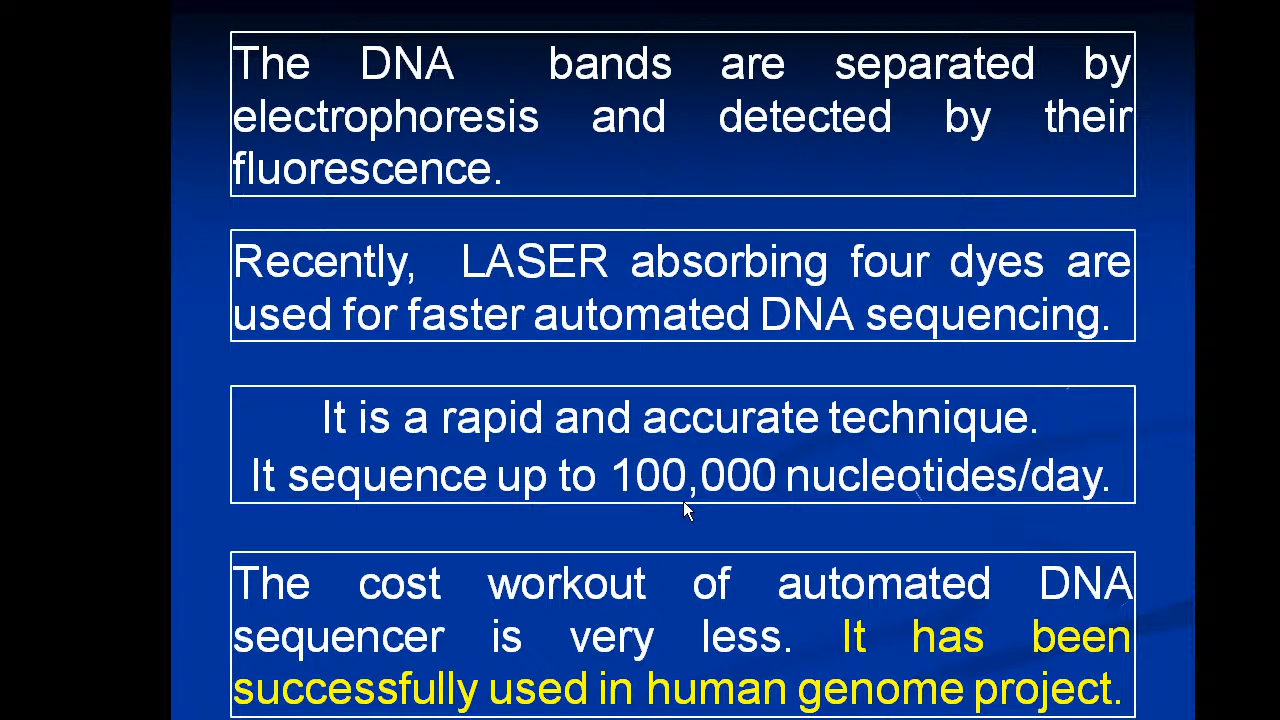 The DNA bands are separated by
electrophoresis and detected by their
fluorescence.
Recently, LASER absorbing four dyes are
used for faster automated DNA sequencing.
It is a rapid and accurate technique.
It sequence up to 100,000 nucleotides/day.
The cost workout of automated DNA
sequencer is very less. It has been
successfully used in human genome project.